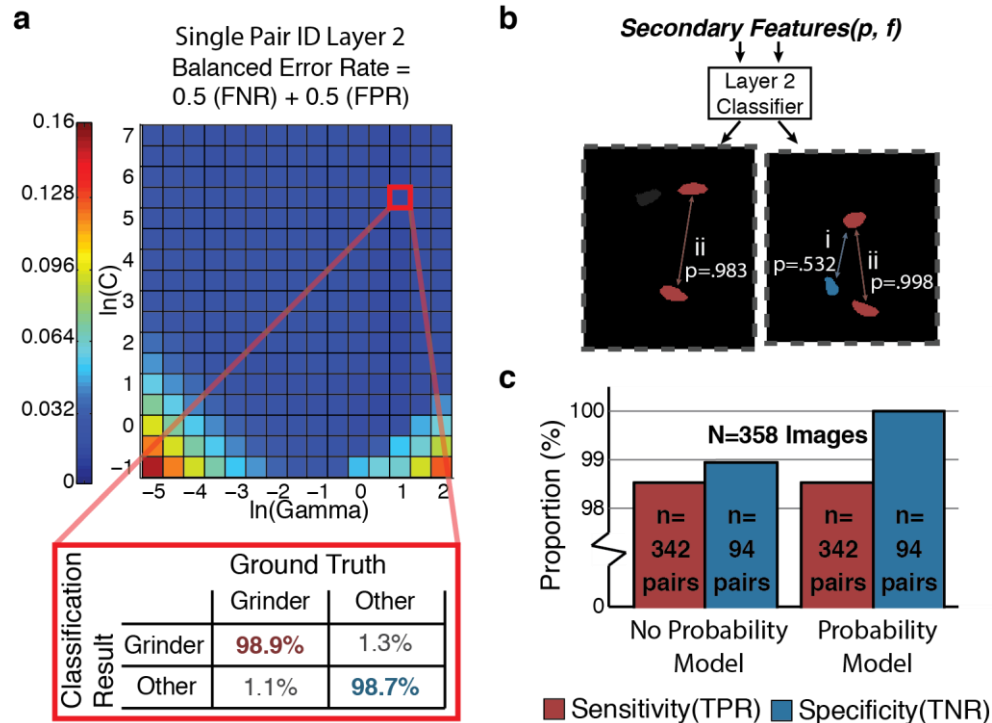 a
Single Pair ID Layer 2
Balanced Error Rate =
0.5 (FNR) + 0.5 (FPR)
0.16
0.128
0.096
0.064
0.032
0
ln(C)
7
6
5
4
3
2
1
0
−1
−5 −4 −3 −2 −1 0 1 2
ln(Gamma)
Ground Truth
Classification
Result
Grinder Other
Grinder 98.9% 1.3%
Other 1.1% 98.7%
b
Secondary Features(p, f)
Layer 2
Classifier
ii
p=.983
i
p=.532
ii
p=.998
c
Proportion (%)
100
99
98
0
N=358 Images
n=
342
pairs
n=
94
pairs
n=
342
pairs
n=
94
pairs
No Probability
Model
Probability
Model
Sensitivity(TPR) Specificity(TNR)